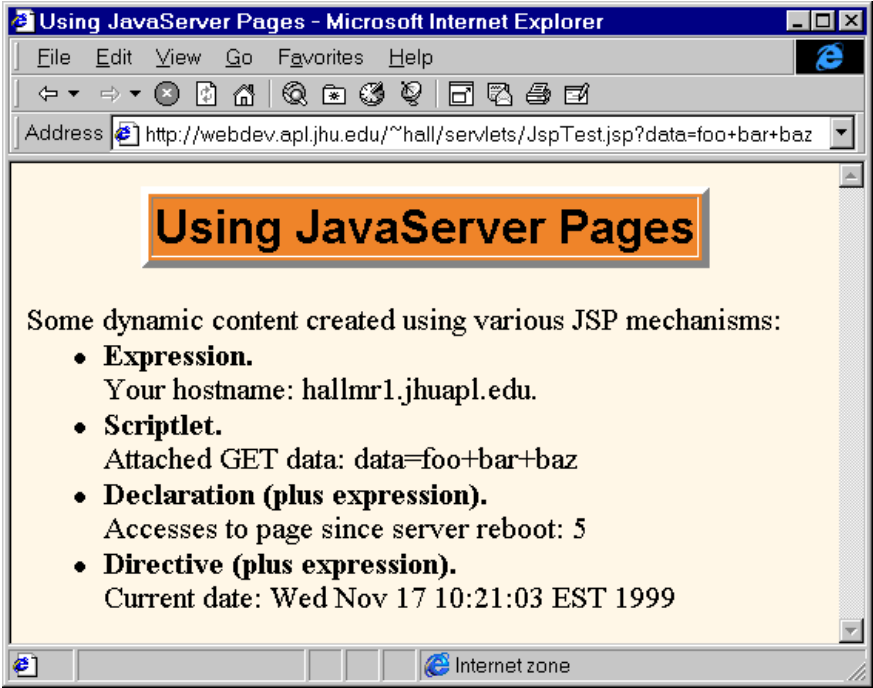 Using JavaServer Pages - Microsoft Internet Explorer
File Edit View Go Favorites Help
Address http://webdev.apl.jhu.edu/~hall/servlets/JspTest.jsp?data=foo+bar+baz
Using JavaServer Pages
Some dynamic content created using various JSP mechanisms:
• Expression.
Your hostname: hallmr1.jhuapl.edu.
• Scriptlet.
Attached GET data: data=foo+bar+baz
• Declaration (plus expression).
Accesses to page since server reboot: 5
• Directive (plus expression).
Current date: Wed Nov 17 10:21:03 EST 1999
Internet zone